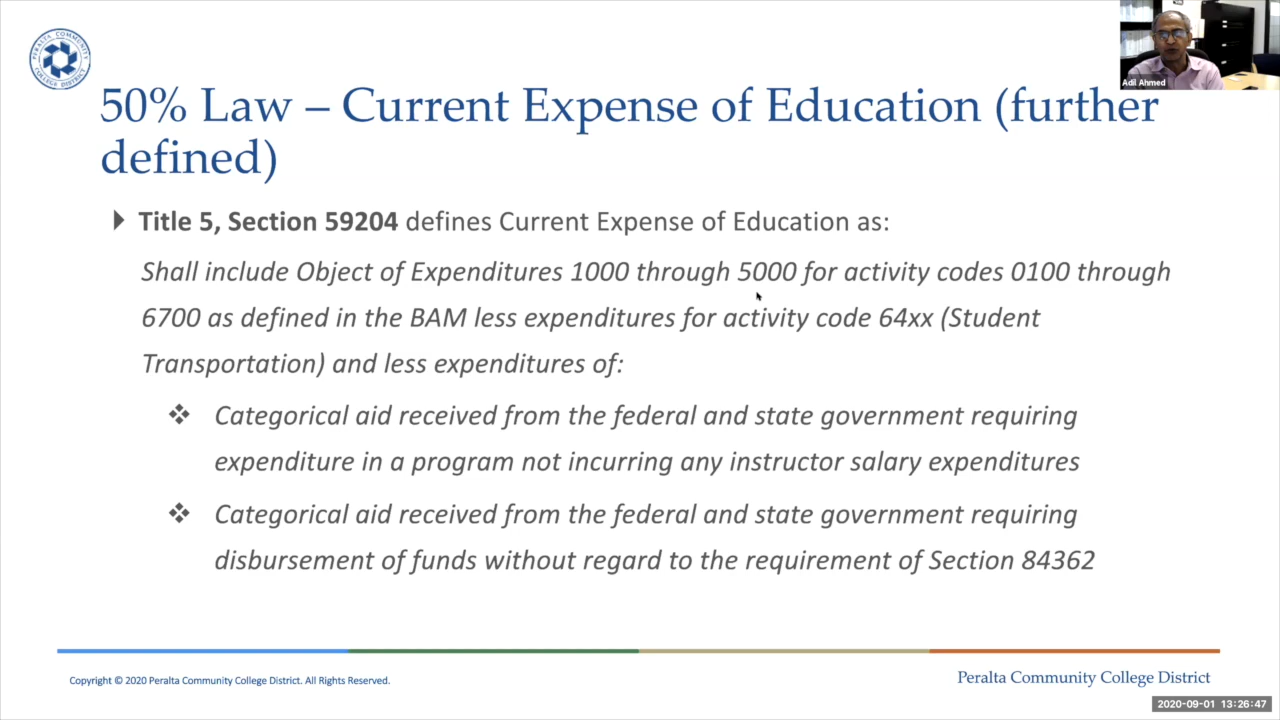 PERALTA COMMUNITY COLLEGE DISTRICT
Adil Ahmed
50% Law – Current Expense of Education (further
defined)
Title 5, Section 59204 defines Current Expense of Education as:
Shall include Object of Expenditures 1000 through 5000 for activity codes 0100 through
6700 as defined in the BAM less expenditures for activity code 64xx (Student
Transportation) and less expenditures of:
Categorical aid received from the federal and state government requiring
expenditure in a program not incurring any instructor salary expenditures
Categorical aid received from the federal and state government requiring
disbursement of funds without regard to the requirement of Section 84362
Copyright © 2020 Peralta Community College District. All Rights Reserved.
Peralta Community College District
2020-09-01 13:26:47